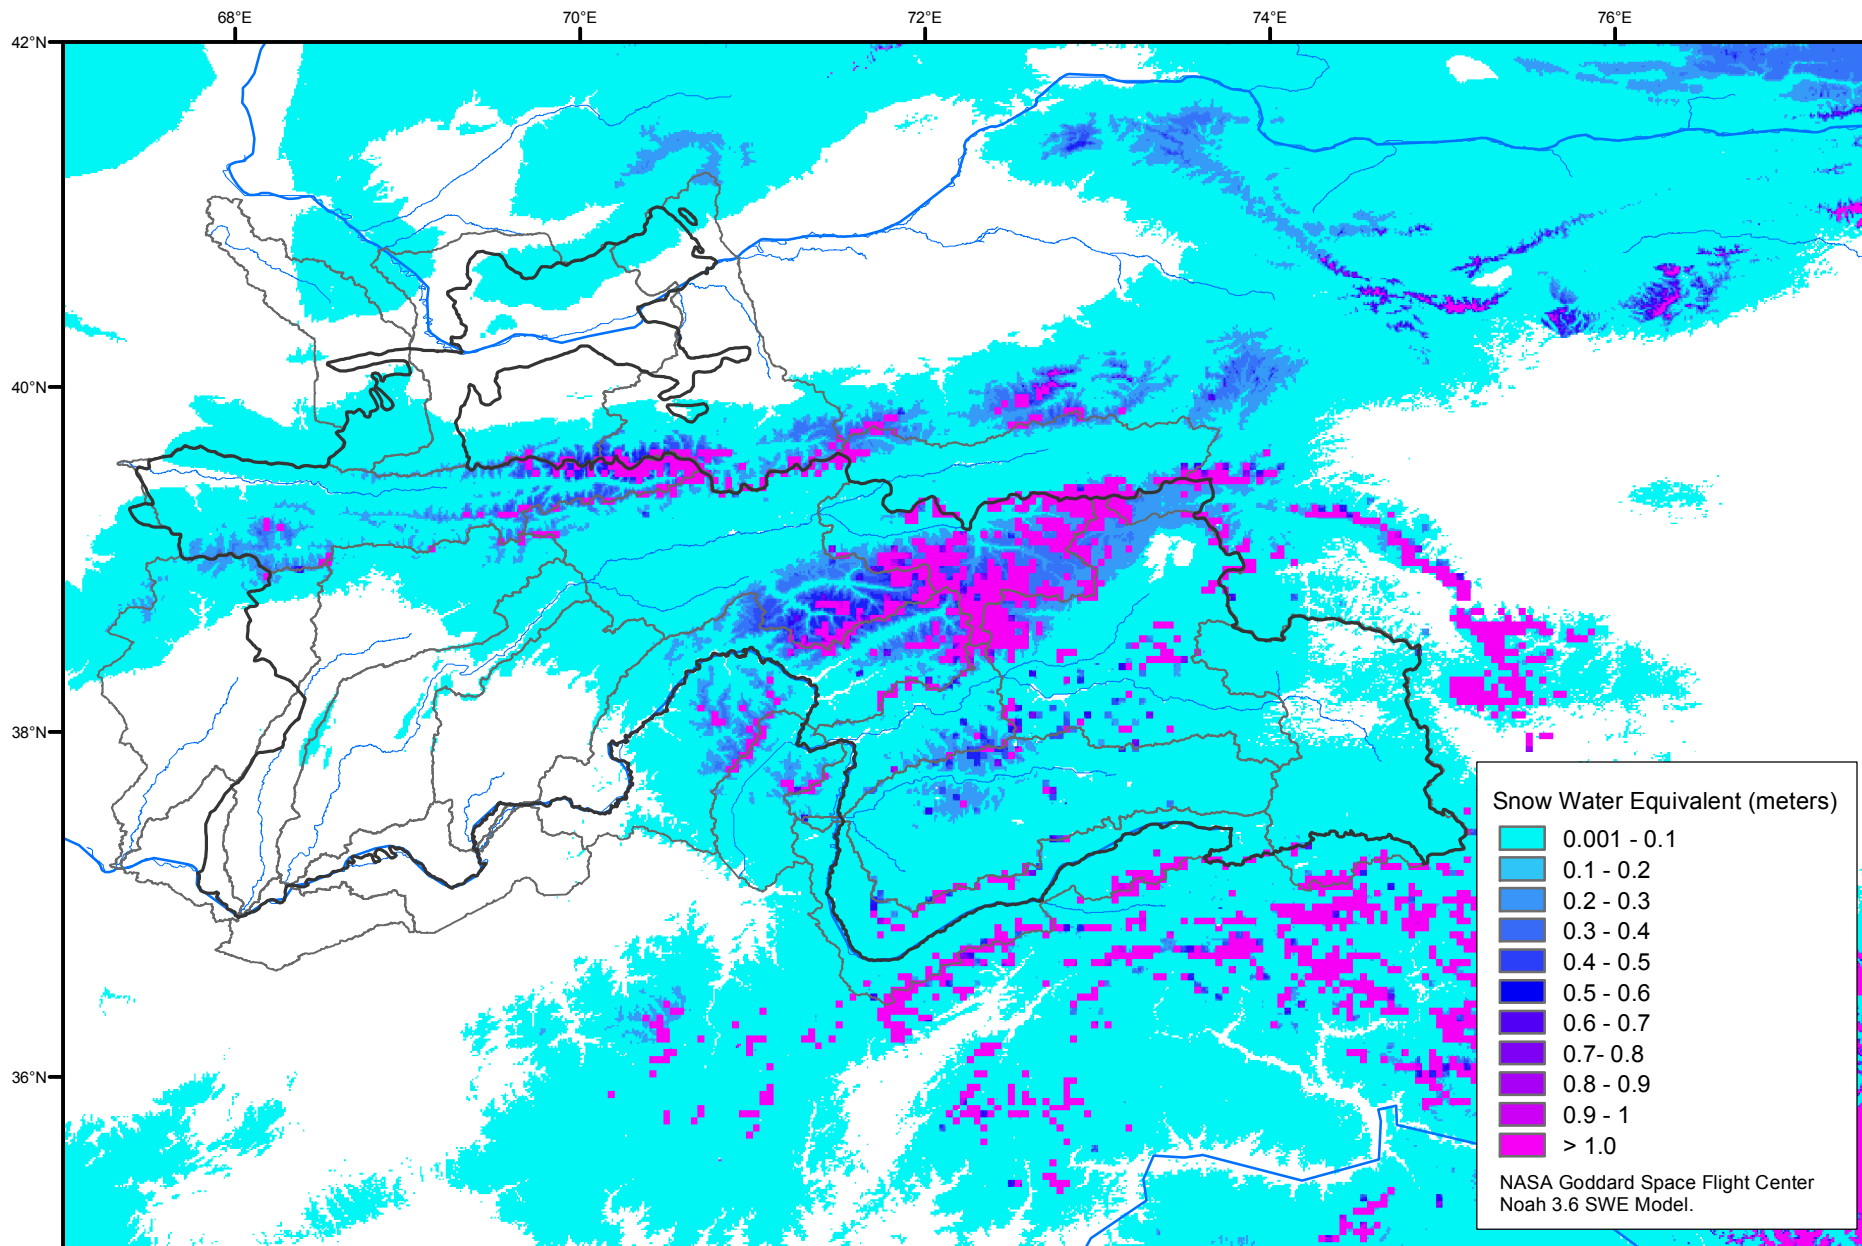 68°E
70°E
72°E
74°E
76°E
42°N
40°N
38°N
36°N
Snow Water Equivalent (meters)
0.001 - 0.1
0.1 - 0.2
0.2 - 0.3
0.3 - 0.4
0.4 - 0.5
0.5 - 0.6
0.6 - 0.7
0.7- 0.8
0.8 - 0.9
0.9 - 1
> 1.0
NASA Goddard Space Flight Center
Noah 3.6 SWE Model.